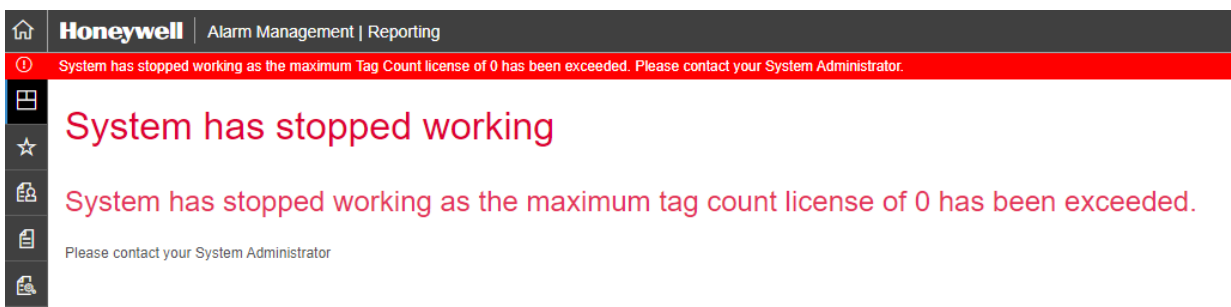 Honeywell Alarm Management | Reporting
System has stopped working as the maximum Tag Count license of 0 has been exceeded. Please contact your System Administrator.
System has stopped working
System has stopped working as the maximum tag count license of 0 has been exceeded.
Please contact your System Administrator